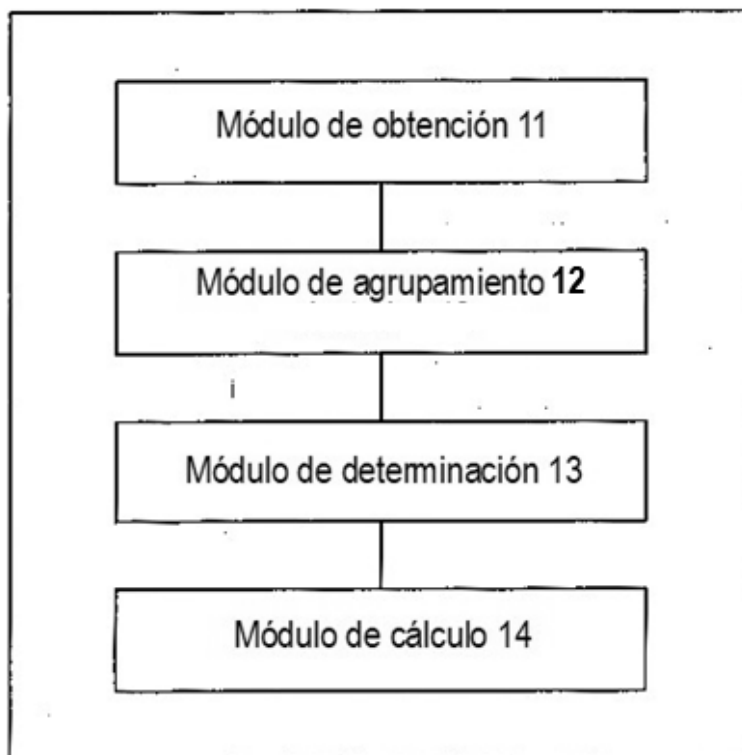 Módulo de obtención 11
Módulo de agrupamiento 12
Módulo de determinación 13
Módulo de cálculo 14